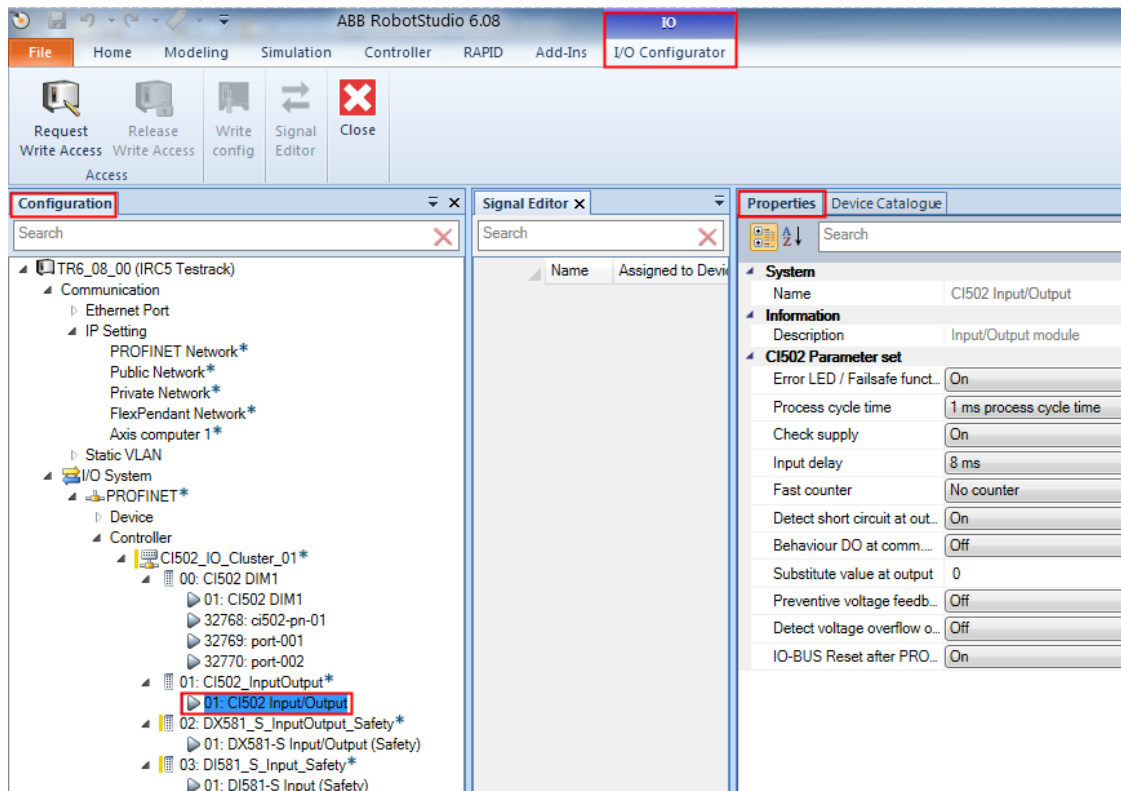 ABB RobotStudio 6.08
IO
File Home Modeling Simulation Controller RAPID Add-Ins I/O Configurator
Request Write Access
Release Write Access
Write config
Signal Editor
Close
Access
Configuration
Search
TR6_08_00 (IRC5 Testrack)
Communication
Ethernet Port
IP Setting
PROFINET Network*
Public Network*
Private Network*
FlexPendant Network*
Axis computer 1*
Static VLAN
I/O System
PROFINET*
Device
Controller
CI502_IO_Cluster_01*
00: CI502 DIM1
01: CI502 DIM1
32768: ci502-pn-01
32769: port-001
32770: port-002
01: CI502_InputOutput*
01: CI502 Input/Output
02: DX581_S_InputOutput_Safety*
01: DX581-S Input/Output (Safety)
03: DI581_S_Input_Safety*
01: DI581-S Input (Safety)
Signal Editor
Search
Name Assigned to Devic
Properties Device Catalogue
Search
System
Name CI502 Input/Output
Information
Description Input/Output module
CI502 Parameter set
Error LED / Failsafe funct... On
Process cycle time 1 ms process cycle time
Check supply On
Input delay 8 ms
Fast counter No counter
Detect short circuit at out... On
Behaviour DO at comm.... Off
Substitute value at output 0
Preventive voltage feedb... Off
Detect voltage overflow o... Off
IO-BUS Reset after PRO... On